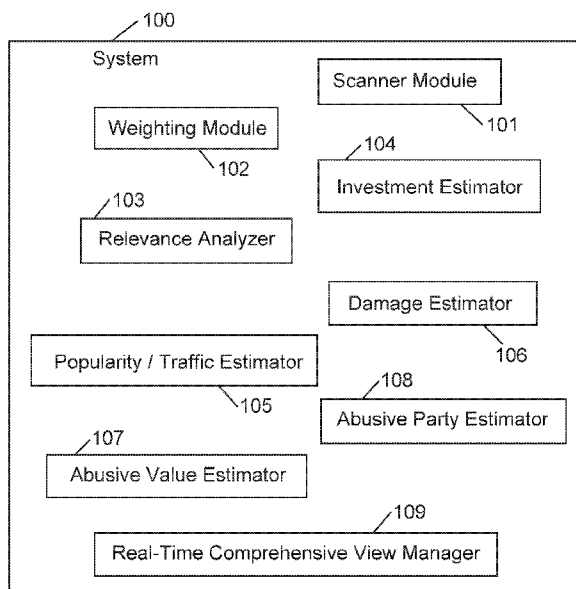 100
System
Scanner Module
101
Weighting Module
102
104
Investment Estimator
103
Relevance Analyzer
Damage Estimator
106
Popularity / Traffic Estimator
105
108
Abusive Party Estimator
107
Abusive Value Estimator
109
Real-Time Comprehensive View Manager